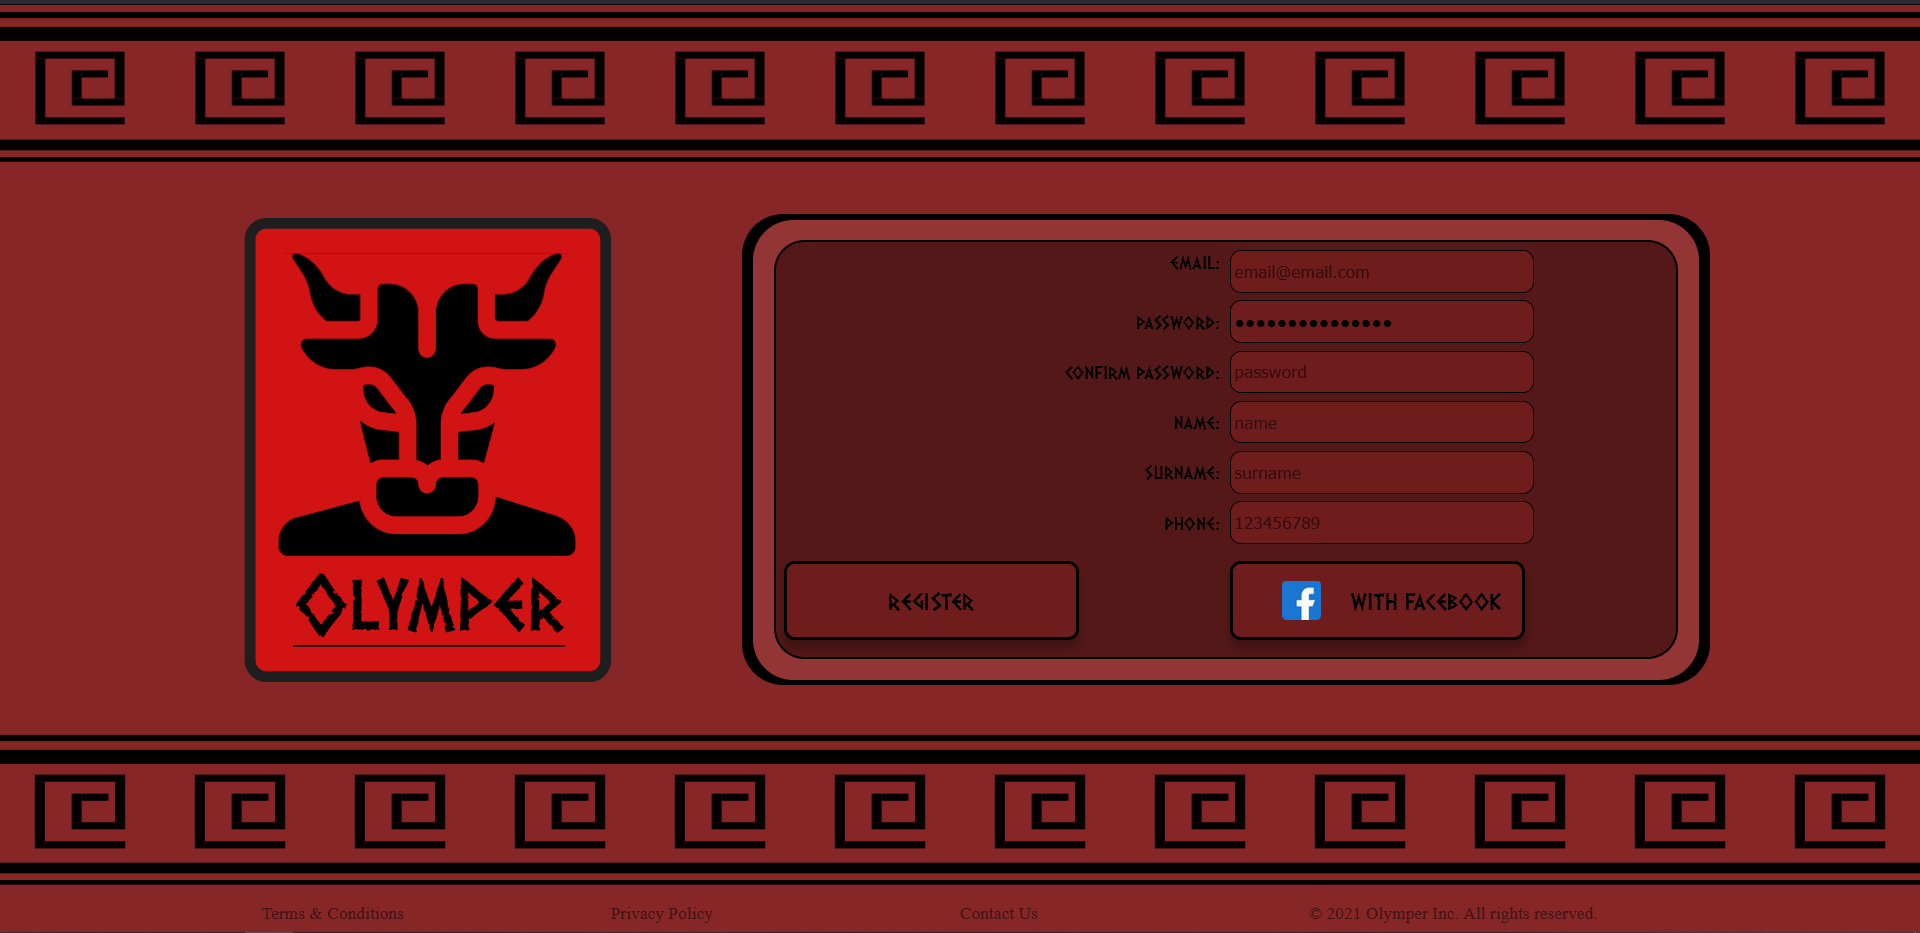 OLYMPER
EMAIL:
email@email.com
PASSWORD:
•••••••••••••••
CONFIRM PASSWORD:
password
NAME:
name
SURNAME:
surname
PHONE:
123456789
REGISTER
WITH FACEBOOK
Terms & Conditions
Privacy Policy
Contact Us
© 2021 Olymper Inc. All rights reserved.